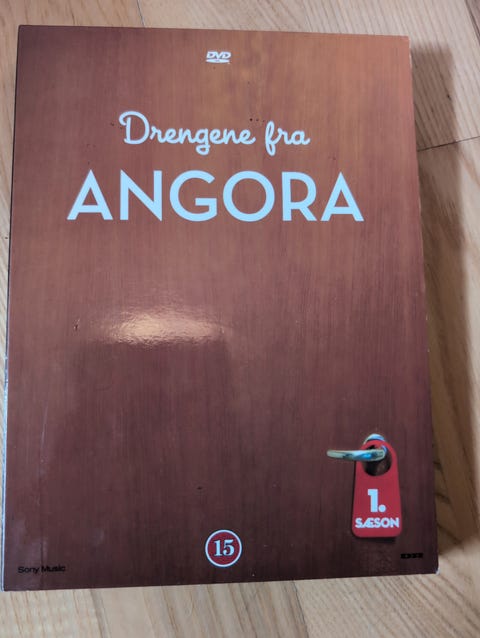 DVD
Drengene fra
ANGORA
1.
SÆSON
15
Sony Music